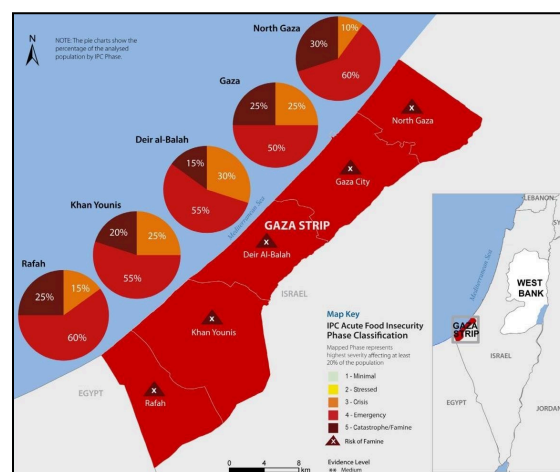 N
NOTE: The pie charts show the
percentage of the analysed
population by IPC Phase.
North Gaza
30%
10%
60%
Gaza
25%
25%
50%
Deir al-Balah
15%
30%
55%
Khan Younis
20%
25%
55%
Rafah
25%
15%
60%
Mediterranean Sea
GAZA STRIP
x
North Gaza
x
Gaza City
x
Deir Al-Balah
x
Khan Younis
x
Rafah
ISRAEL
EGYPT
Map Key
IPC Acute Food Insecurity
Phase Classification
Mapped Phase represents
highest severity affecting at least
20% of the population
1 - Minimal
2 - Stressed
3 - Crisis
4 - Emergency
5 - Catastrophe/Famine
x Risk of Famine
Evidence Level
** Medium
0 4 8
km
LEBANON
SY
Mediterranean Sea
WEST
BANK
GAZA
STRIP
ISRAEL
EGYPT
JORDAN